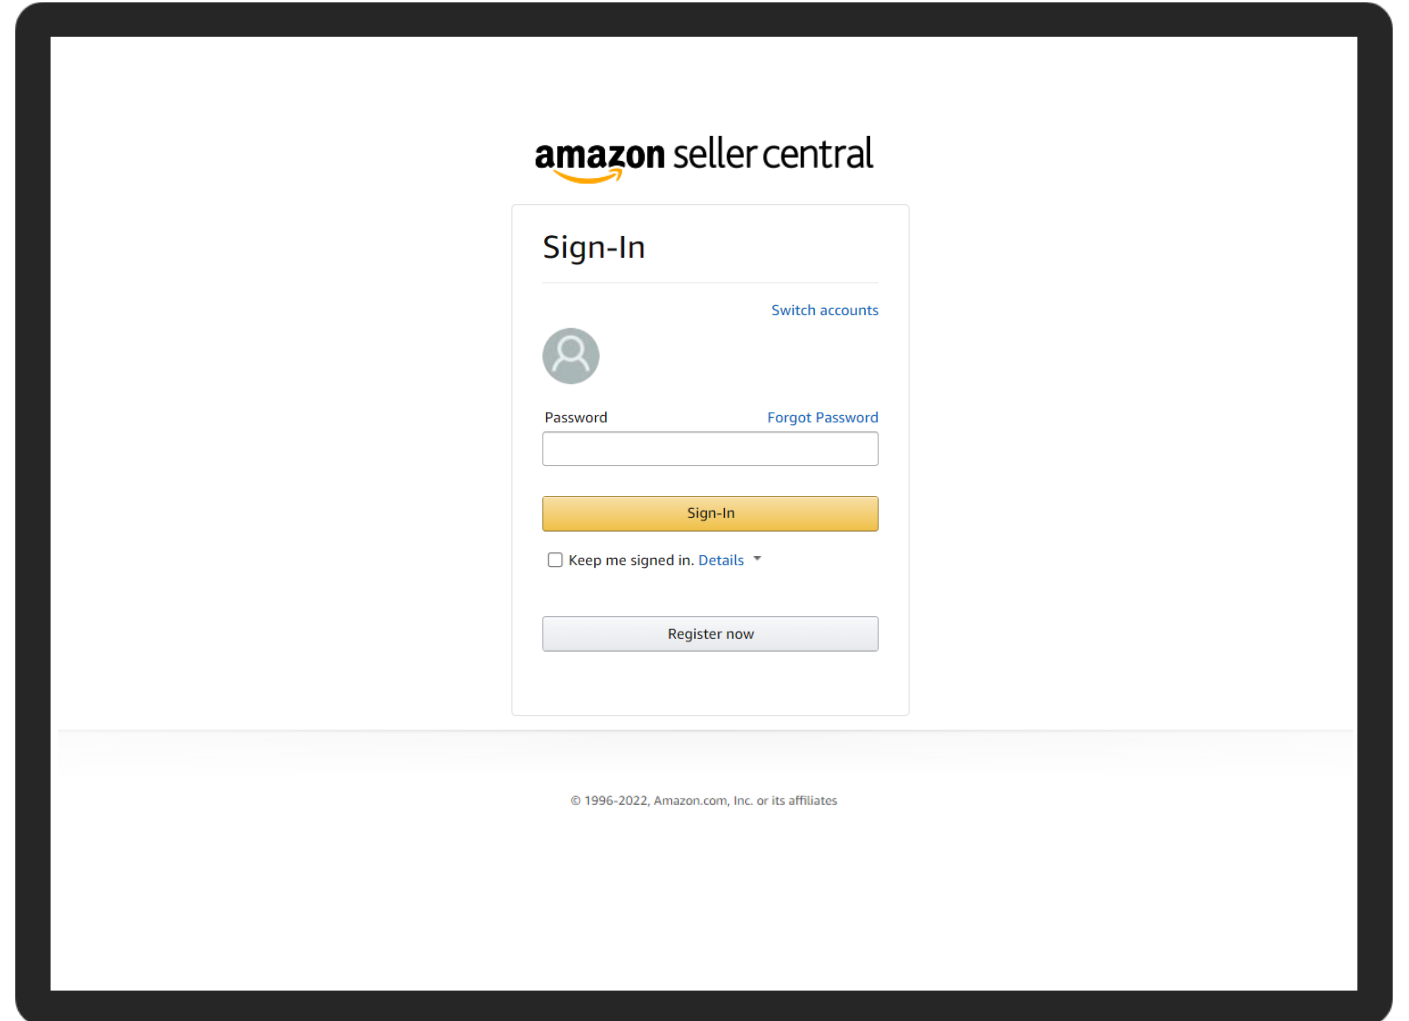 amazon seller central
Sign-In
Switch accounts
Password Forgot Password
Sign-In
Keep me signed in. Details
Register now
© 1996-2022, Amazon.com, Inc. or its affiliates